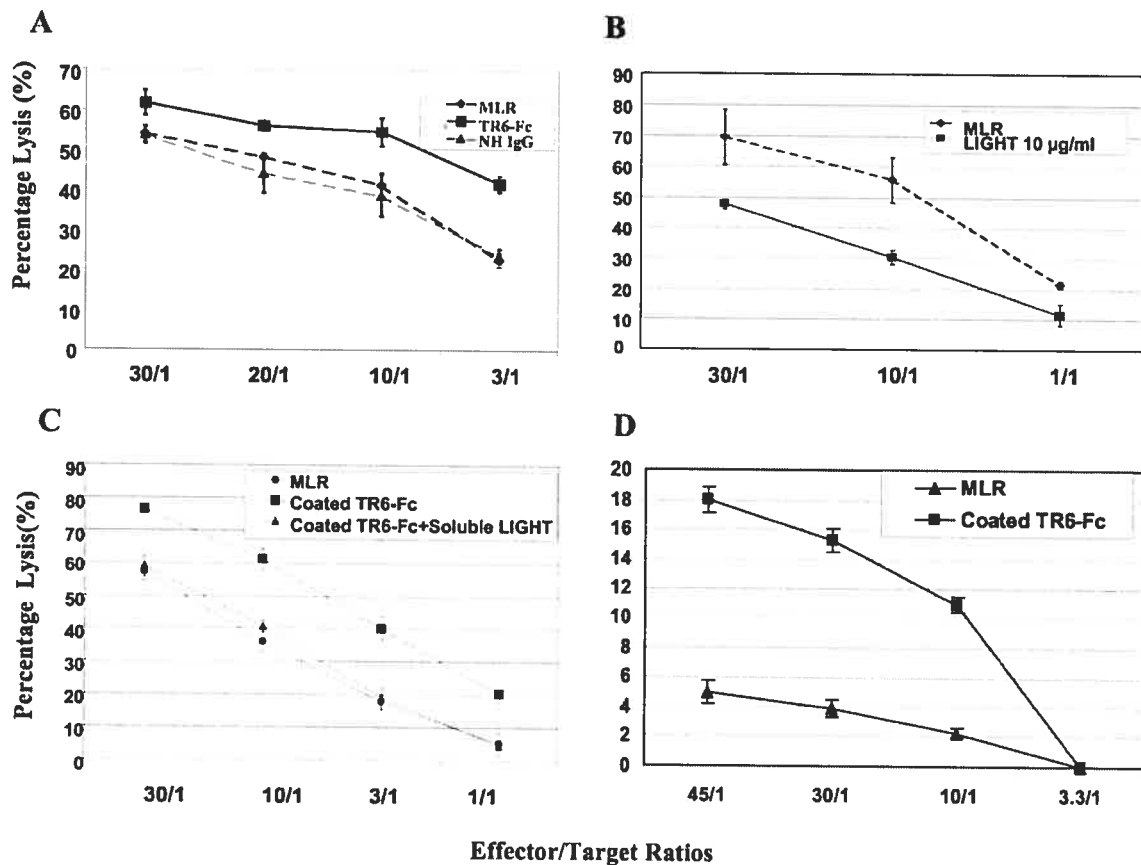 A
Percentage Lysis (%)
70
60
50
40
30
20
10
0
MLR
TR6-Fc
NH IgG
30/1 20/1 10/1 3/1
B
90
80
70
60
50
40
30
20
10
0
MLR
LIGHT 10 µg/ml
30/1 10/1 1/1
C
Percentage Lysis(%)
90
80
70
60
50
40
30
20
10
0
MLR
Coated TR6-Fc
Coated TR6-Fc+Soluble LIGHT
30/1 10/1 3/1 1/1
D
20
18
16
14
12
10
8
6
4
2
0
MLR
Coated TR6-Fc
45/1 30/1 10/1 3.3/1
Effector/Target Ratios